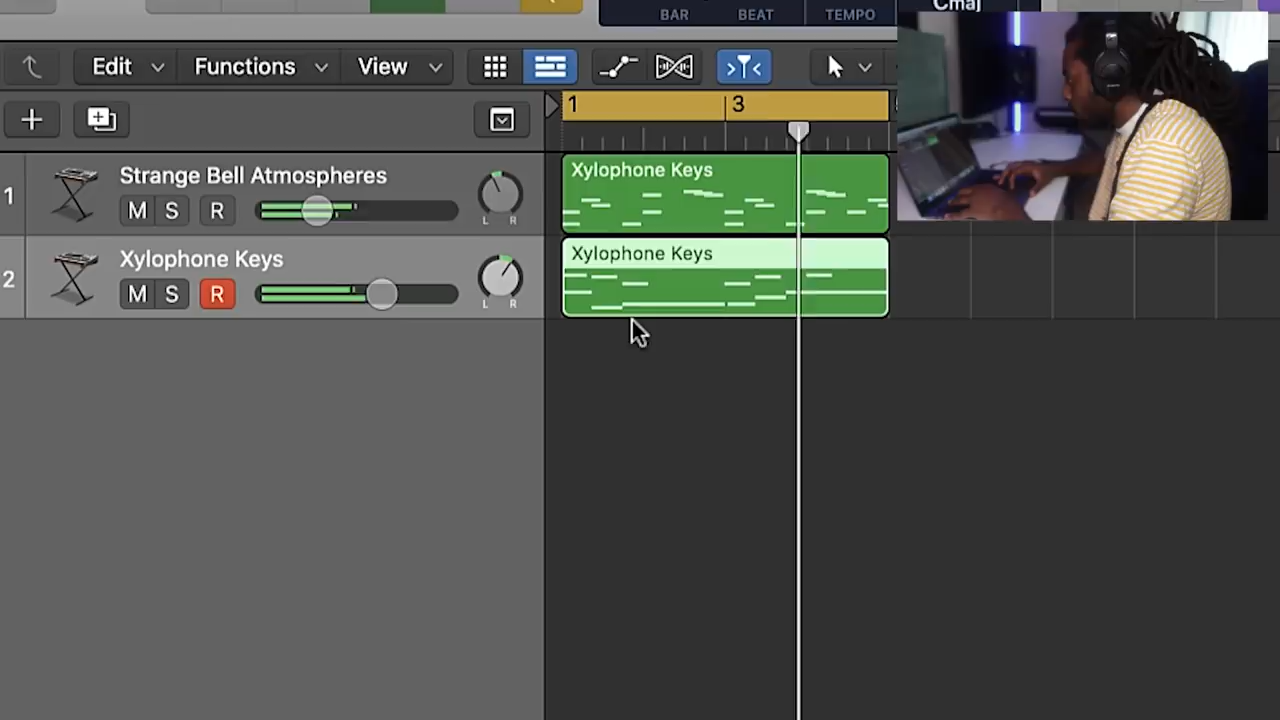 Cmaj
BAR BEAT TEMPO
Edit Functions View
1 3
1 Strange Bell Atmospheres
M S R L R
Xylophone Keys
2 Xylophone Keys
M S R L R
Xylophone Keys